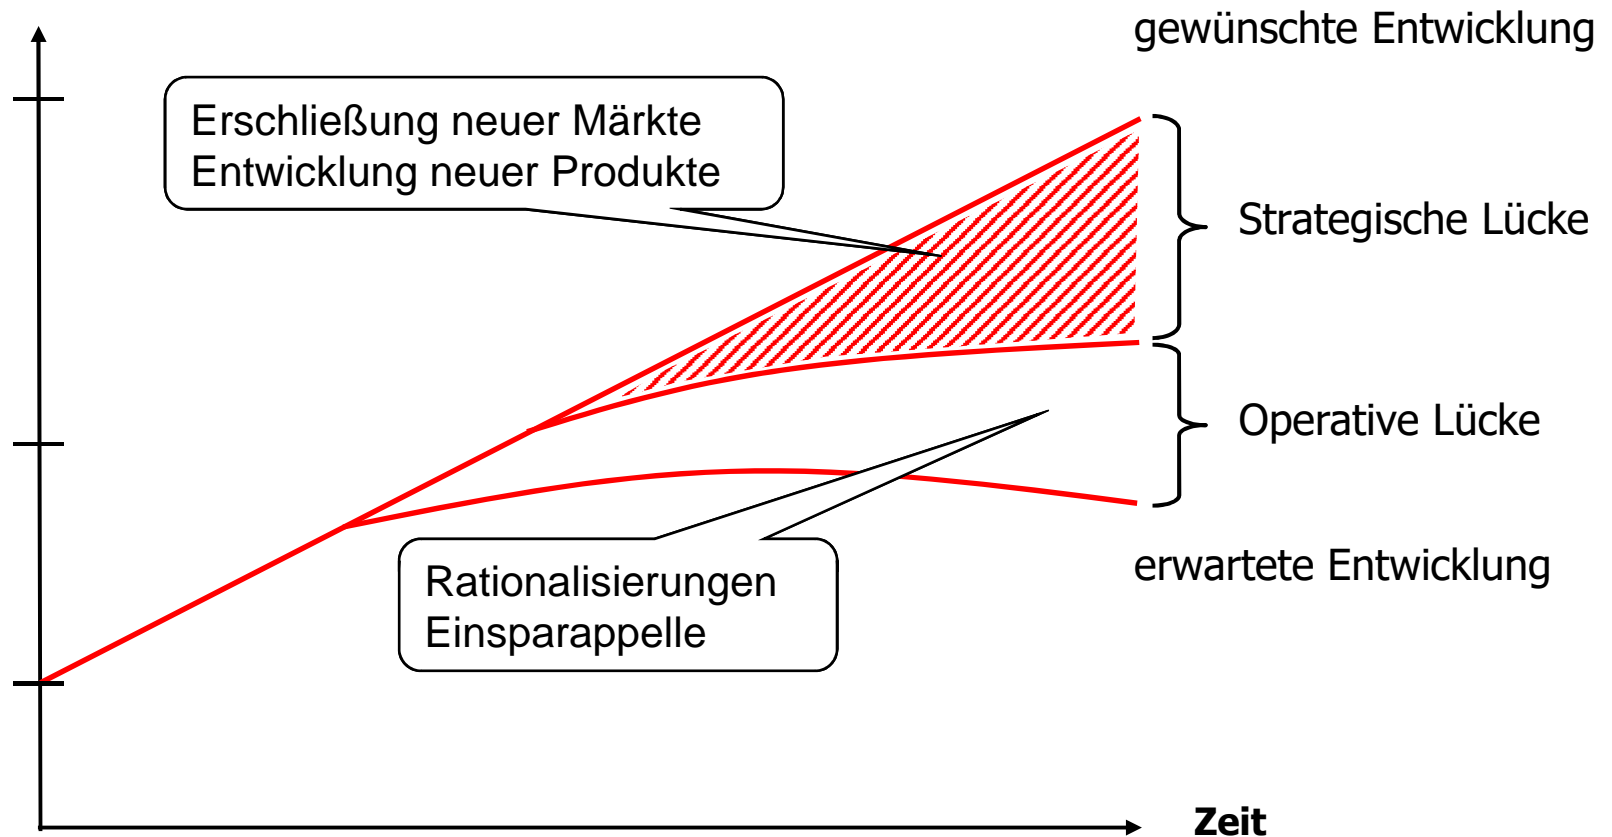 gewünschte Entwicklung
Erschließung neuer Märkte
Entwicklung neuer Produkte
Strategische Lücke
Operative Lücke
Rationalisierungen
Einsparappelle
erwartete Entwicklung
Zeit